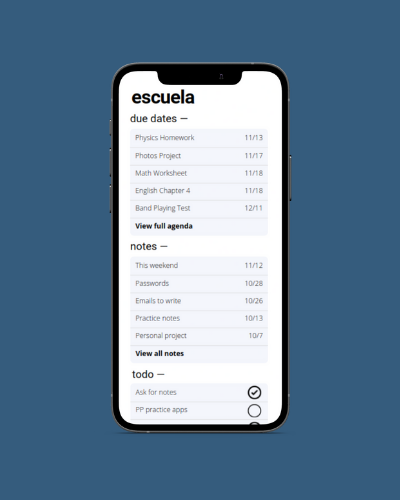 escuela
due dates —
Physics Homework 11/13
Photos Project 11/17
Math Worksheet 11/18
English Chapter 4 11/18
Band Playing Test 12/11
View full agenda
notes —
This weekend 11/12
Passwords 10/28
Emails to write 10/26
Practice notes 10/13
Personal project 10/7
View all notes
todo —
Ask for notes
PP practice apps